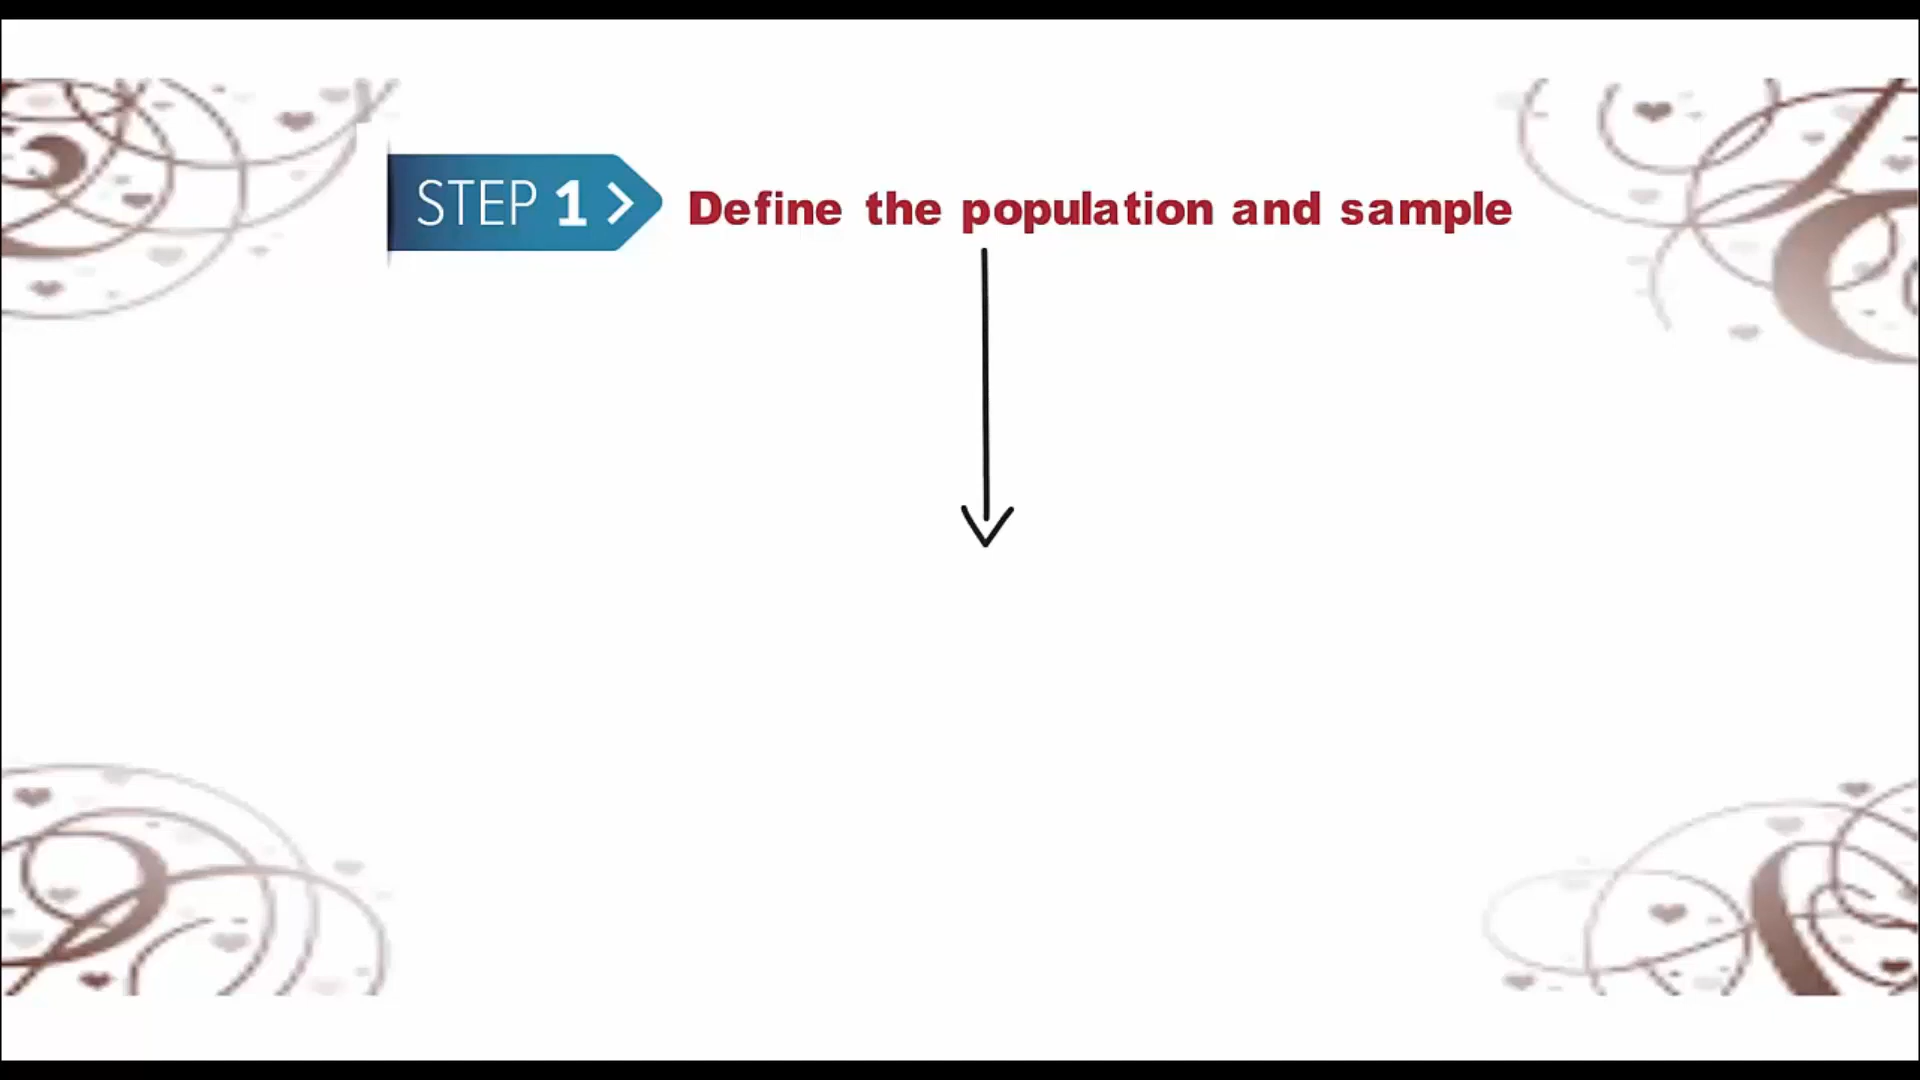 STEP 1 > Define the population and sample